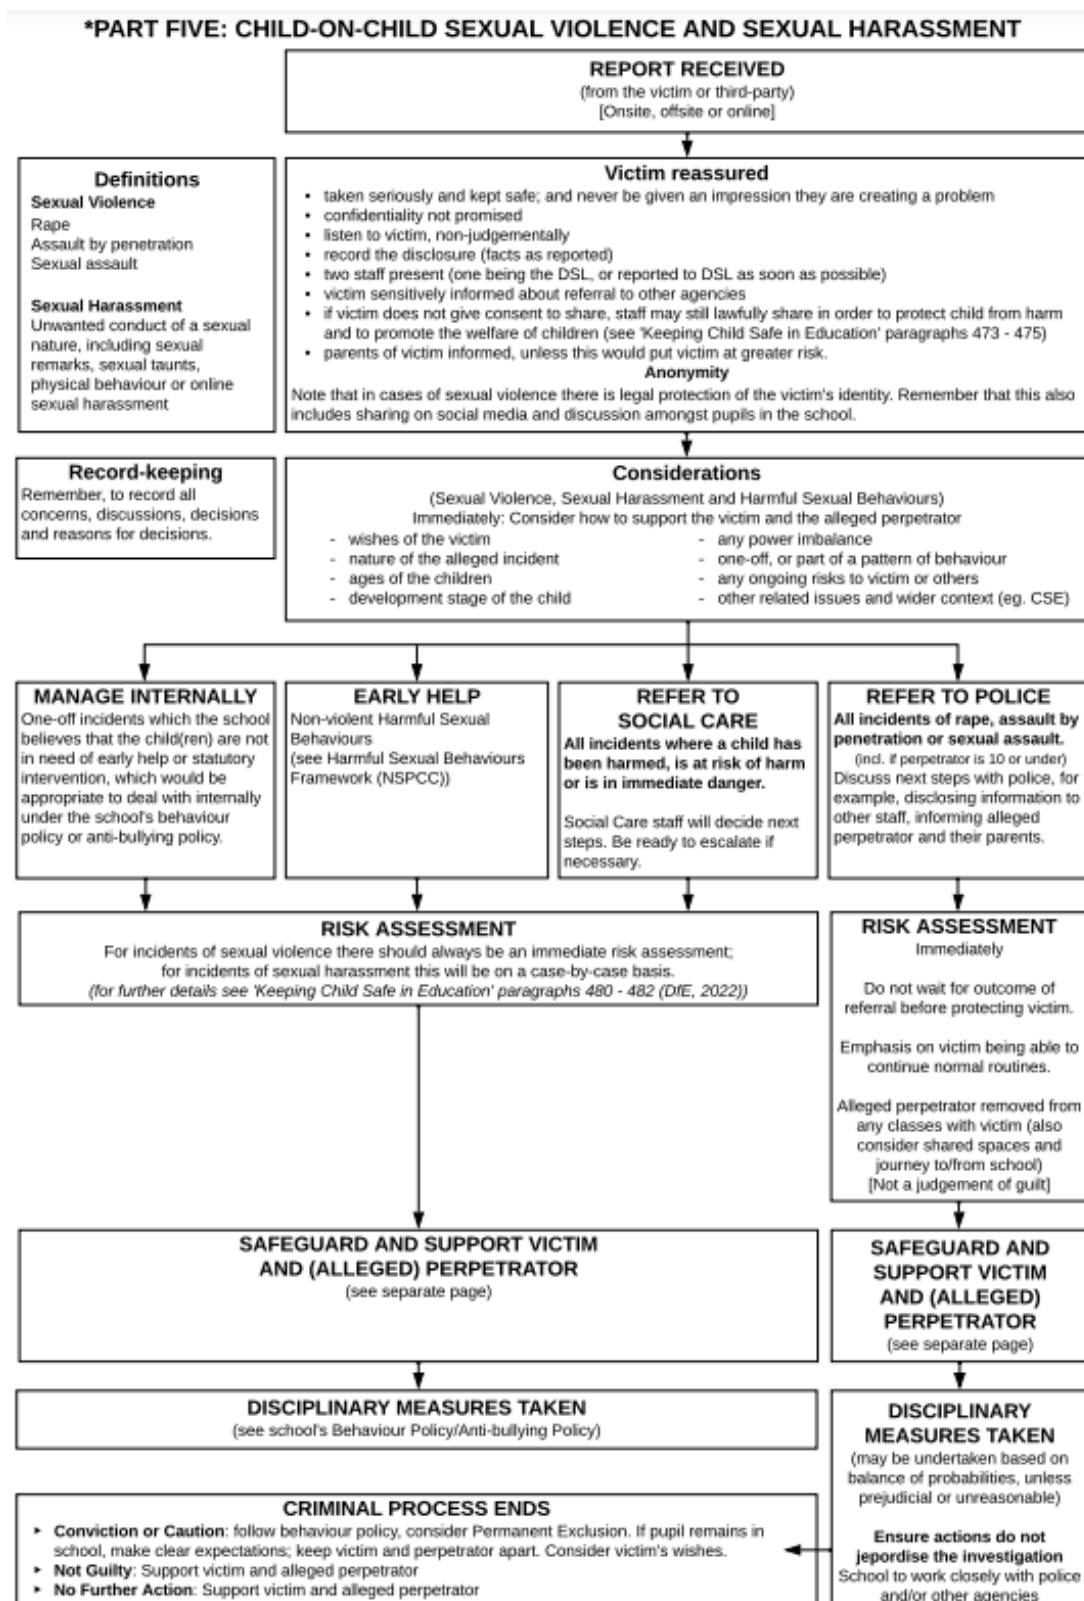 *PART FIVE: CHILD-ON-CHILD SEXUAL VIOLENCE AND SEXUAL HARASSMENT
REPORT RECEIVED
(from the victim or third-party)
[Onsite, offsite or online]
Definitions
Sexual Violence
Rape
Assault by penetration
Sexual assault
Sexual Harassment
Unwanted conduct of a sexual
nature, including sexual
remarks, sexual taunts,
physical behaviour or online
sexual harassment
Victim reassured
• taken seriously and kept safe; and never be given an impression they are creating a problem
• confidentiality not promised
• listen to victim, non-judgementally
• record the disclosure (facts as reported)
• two staff present (one being the DSL, or reported to DSL as soon as possible)
• victim sensitively informed about referral to other agencies
• if victim does not give consent to share, staff may still lawfully share in order to protect child from harm
and to promote the welfare of children (see 'Keeping Child Safe in Education' paragraphs 473 - 475)
• parents of victim informed, unless this would put victim at greater risk.
Anonymity
Note that in cases of sexual violence there is legal protection of the victim's identity. Remember that this also
includes sharing on social media and discussion amongst pupils in the school.
Record-keeping
Remember, to record all
concerns, discussions, decisions
and reasons for decisions.
Considerations
(Sexual Violence, Sexual Harassment and Harmful Sexual Behaviours)
Immediately: Consider how to support the victim and the alleged perpetrator
- wishes of the victim
- nature of the alleged incident
- ages of the children
- development stage of the child
- any power imbalance
- one-off, or part of a pattern of behaviour
- any ongoing risks to victim or others
- other related issues and wider context (eg. CSE)
MANAGE INTERNALLY
One-off incidents which the school
believes that the child(ren) are not
in need of early help or statutory
intervention, which would be
appropriate to deal with internally
under the school's behaviour
policy or anti-bullying policy.
EARLY HELP
Non-violent Harmful Sexual
Behaviours
(see Harmful Sexual Behaviours
Framework (NSPCC))
REFER TO
SOCIAL CARE
All incidents where a child has
been harmed, is at risk of harm
or is in immediate danger.
Social Care staff will decide next
steps. Be ready to escalate if
necessary.
REFER TO POLICE
All incidents of rape, assault by
penetration or sexual assault.
(incl. if perpetrator is 10 or under)
Discuss next steps with police, for
example, disclosing information to
other staff, informing alleged
perpetrator and their parents.
RISK ASSESSMENT
For incidents of sexual violence there should always be an immediate risk assessment;
for incidents of sexual harassment this will be on a case-by-case basis.
(for further details see 'Keeping Child Safe in Education' paragraphs 480 - 482 (DfE, 2022))
RISK ASSESSMENT
Immediately
Do not wait for outcome of
referral before protecting victim.
Emphasis on victim being able to
continue normal routines.
Alleged perpetrator removed from
any classes with victim (also
consider shared spaces and
journey to/from school)
[Not a judgement of guilt]
SAFEGUARD AND SUPPORT VICTIM
AND (ALLEGED) PERPETRATOR
(see separate page)
SAFEGUARD AND
SUPPORT VICTIM
AND (ALLEGED)
PERPETRATOR
(see separate page)
DISCIPLINARY MEASURES TAKEN
(see school's Behaviour Policy/Anti-bullying Policy)
DISCIPLINARY
MEASURES TAKEN
(may be undertaken based on
balance of probabilities, unless
prejudicial or unreasonable)
Ensure actions do not
jepordise the investigation
School to work closely with police
and/or other agencies
CRIMINAL PROCESS ENDS
▸ Conviction or Caution: follow behaviour policy, consider Permanent Exclusion. If pupil remains in
school, make clear expectations; keep victim and perpetrator apart. Consider victim's wishes.
▸ Not Guilty: Support victim and alleged perpetrator
▸ No Further Action: Support victim and alleged perpetrator